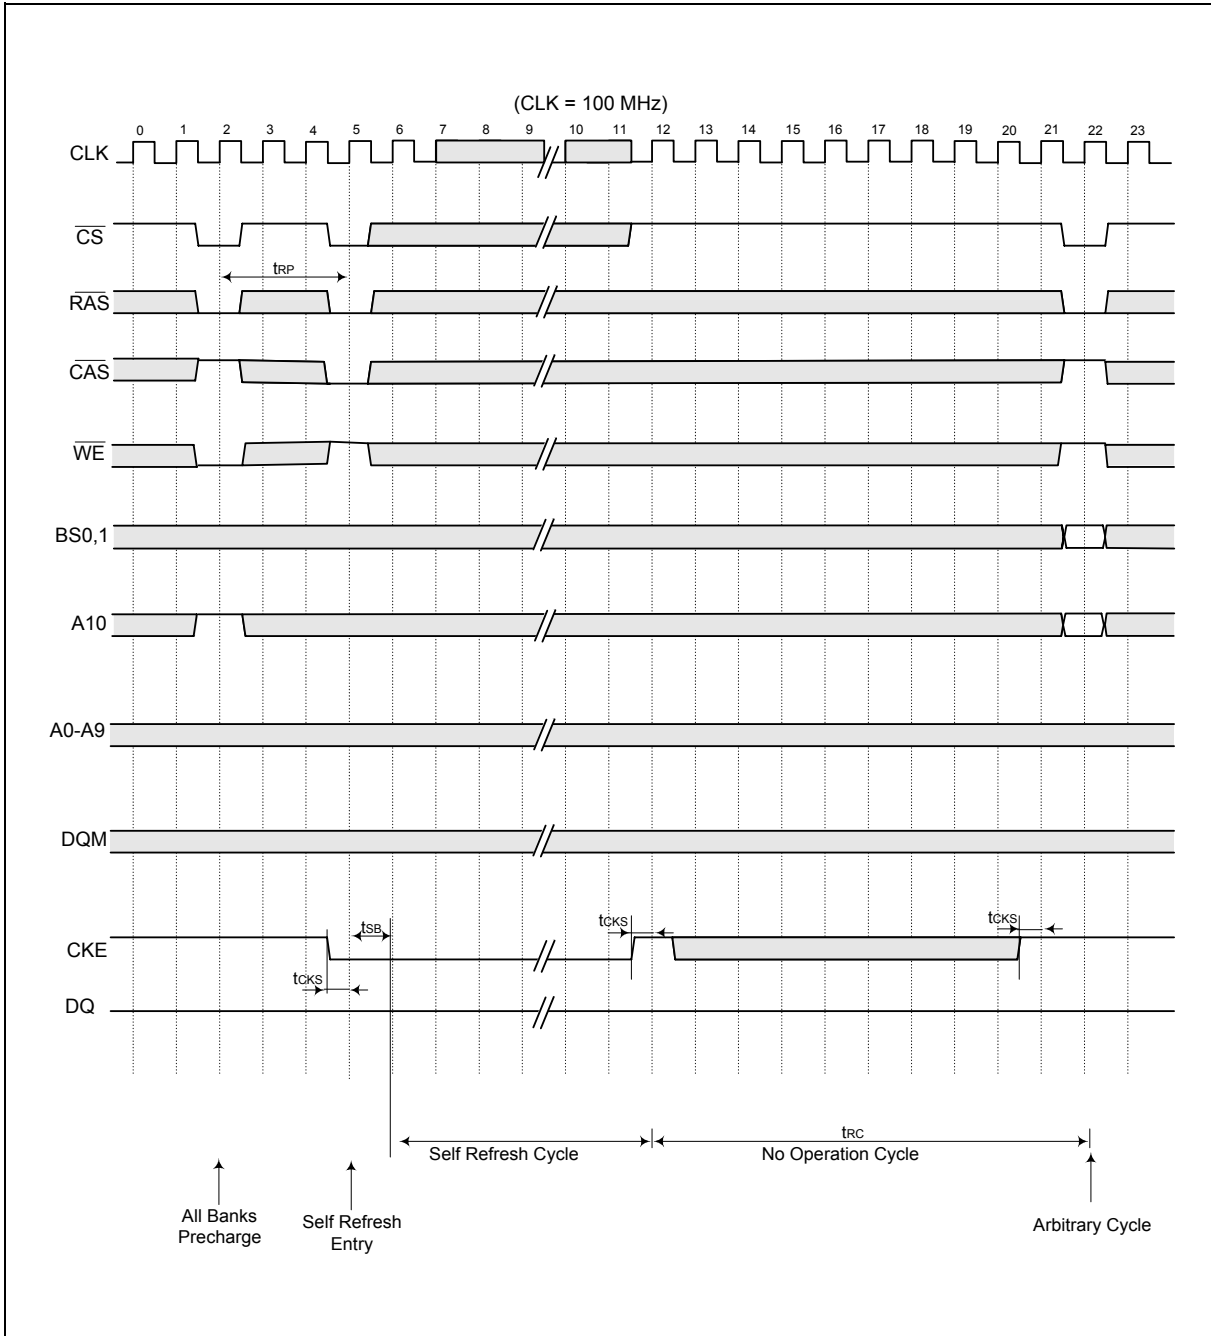 (CLK = 100 MHz)
0 1 2 3 4 5 6 7 8 9 10 11 12 13 14 15 16 17 18 19 20 21 22 23
CLK
CS
tRP
RAS
CAS
WE
BS0,1
A10
A0-A9
DQM
tCKS
tCKS
tSB
CKE
tCKS
DQ
tRC
Self Refresh Cycle
No Operation Cycle
All Banks
Precharge
Self Refresh
Entry
Arbitrary Cycle